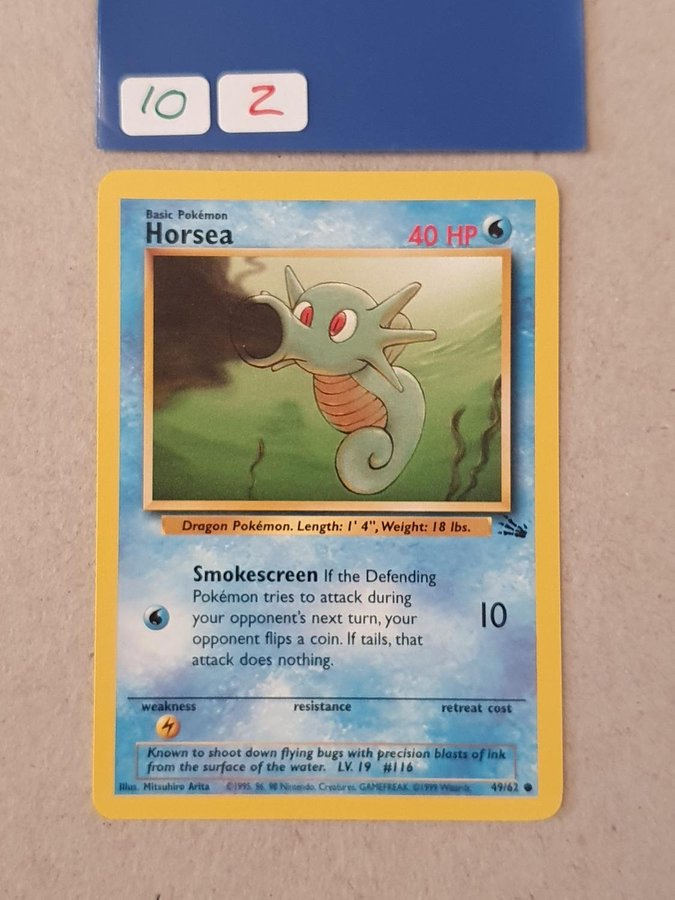 10 2
Basic Pokémon
Horsea 40 HP
Dragon Pokémon. Length: 1' 4", Weight: 18 lbs.
Smokescreen If the Defending
Pokémon tries to attack during
your opponent's next turn, your
opponent flips a coin. If tails, that
attack does nothing.
10
weakness resistance retreat cost
Known to shoot down flying bugs with precision blasts of ink
from the surface of the water. LV. 19 #116
Illus. Mitsuhiro Arita ©1995, 96, 98 Nintendo, Creatures, GAMEFREAK. ©1999 Wizards. 49/62